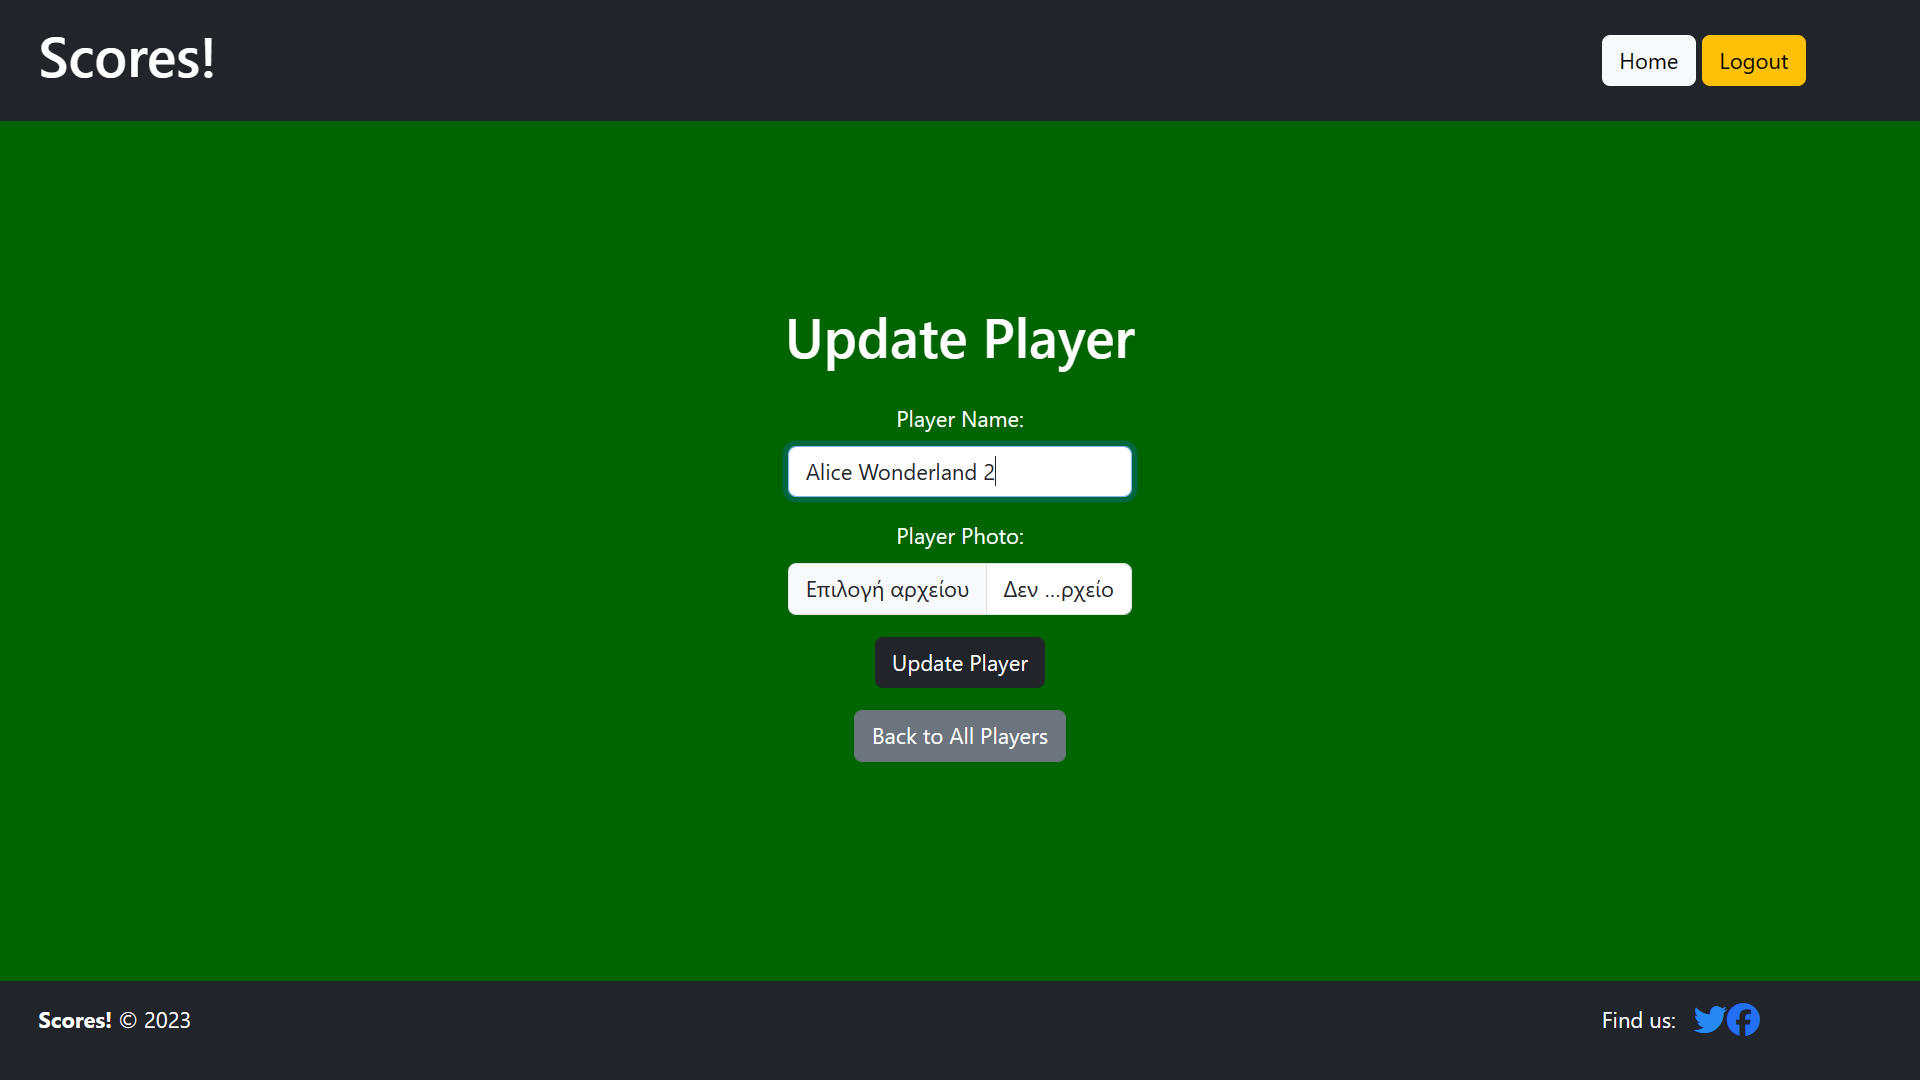 Scores!
Home Logout
Update Player
Player Name:
Alice Wonderland 2
Player Photo:
Επιλογή αρχείου Δεν ...ρχείο
Update Player
Back to All Players
Scores! © 2023 Find us: